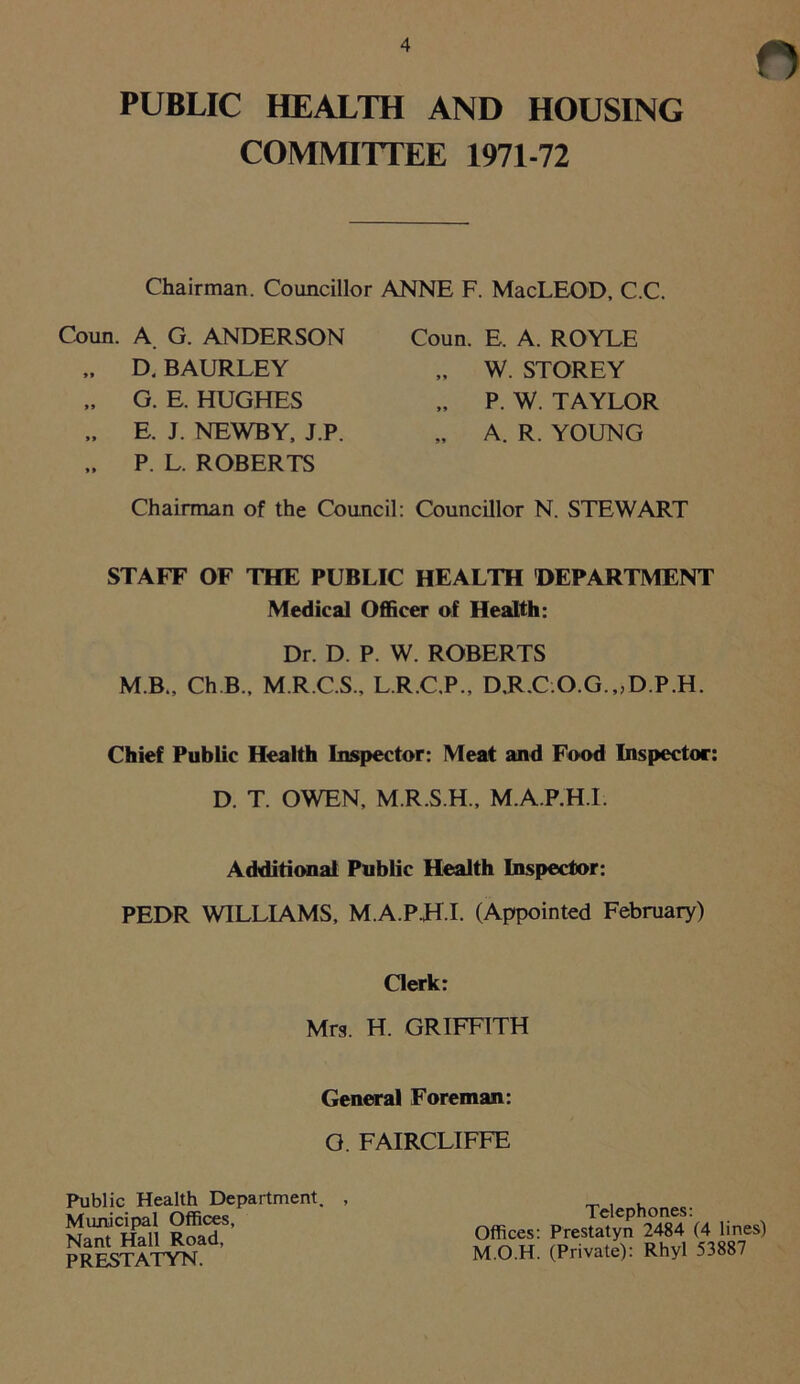 4
PUBLIC HEALTH AND HOUSING
COMMITTEE 1971-72
Chairman. Councillor ANNE F. MacLEOD, C.C.
Coun. A. G. ANDERSON
„ D. BAURLEY
„ G. E. HUGHES
„ E. J. NEWBY, J.P.
„ P. L. ROBERTS
Coun. E. A. ROYLE
„ W. STOREY
„ P. W. TAYLOR
„ A. R. YOUNG
Chairman of the Council: Councillor N. STEWART
STAFF OF THE PUBLIC HEALTH DEPARTMENT
Medical Officer of Health:
Dr. D. P. W. ROBERTS
M.B., Ch.B., M.R.C.S., L.R.C.P., D.R.C.O.G.,,D.P.H.
Chief Public Health Inspector: Meat and Food Inspector:
D. T. OWEN, M.R.S.H., M.A.P.H.I.
Additional Public Health Inspector:
PEDR WILLIAMS, M.A.P.H.I. (Appointed February)
Clerk:
Mrs. H. GRIFFITH
General Foreman:
G. FAIRCLIFFE
Public Health Department. ,
Municipal Offices,
Nant Hall Road,
PRESTATYN.
Telephones:
Offices: Prestatyn 2484 (4 lines)
M.O.H. (Private): Rhyl 53887